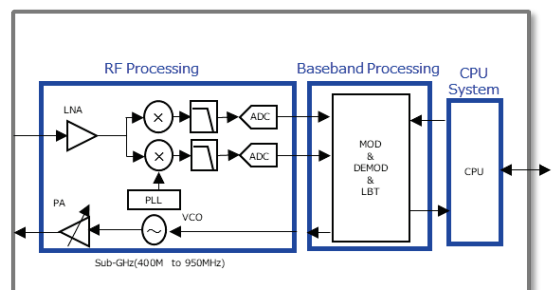 RF Processing
Baseband Processing
CPU
System
LNA
ADC
ADC
MOD
&
DEMOD
&
LBT
CPU
PLL
PA
VCO
Sub-GHz(400M to 950MHz)